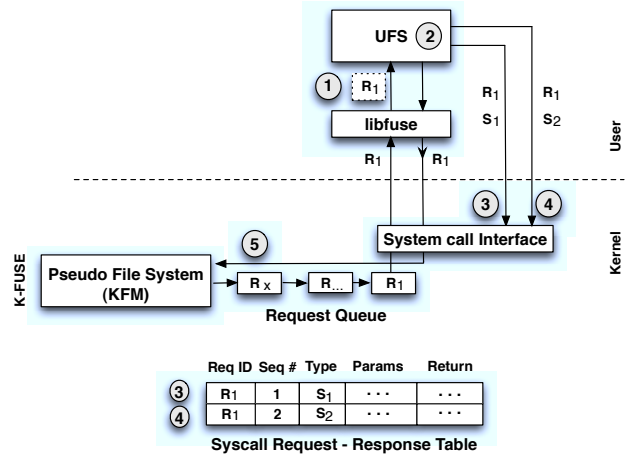 UFS 2
1 R1
libfuse
R1 R1
R1 R1
S1 S2
User
3 4
System call Interface
Kernel
5
K-FUSE
Pseudo File System
(KFM)
R x R... R1
Request Queue
Req ID Seq # Type Params Return
3 R1 1 S1 . . . . . .
4 R1 2 S2 . . . . . .
Syscall Request - Response Table